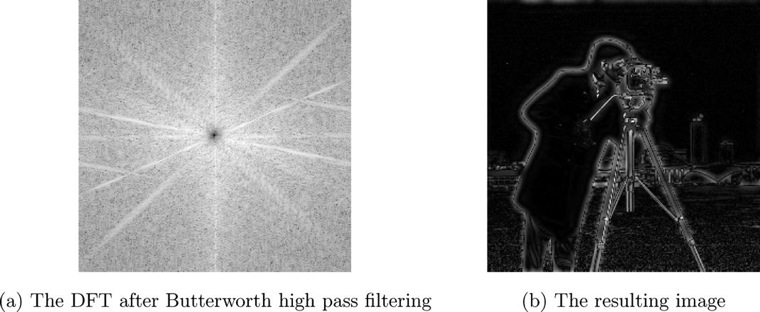 (a) The DFT after Butterworth high pass filtering
(b) The resulting image